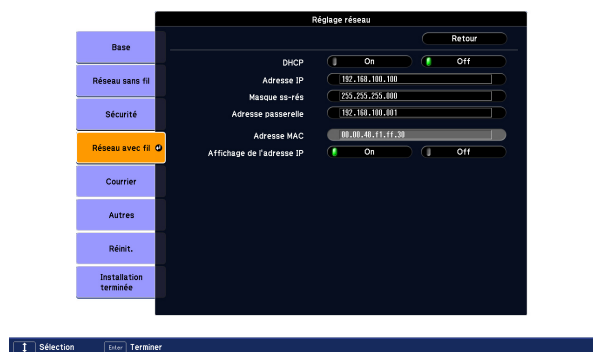 Réglage réseau
Retour
Base
Réseau sans fil
Sécurité
Réseau avec fil
Courrier
Autres
Réinit.
Installation
terminée
DHCP On Off
Adresse IP 192.168.100.100
Masque ss-rés 255.255.255.000
Adresse passerelle 192.168.100.001
Adresse MAC 00.00.48.f1.ff.30
Affichage de l'adresse IP On Off
Sélection Enter Terminer